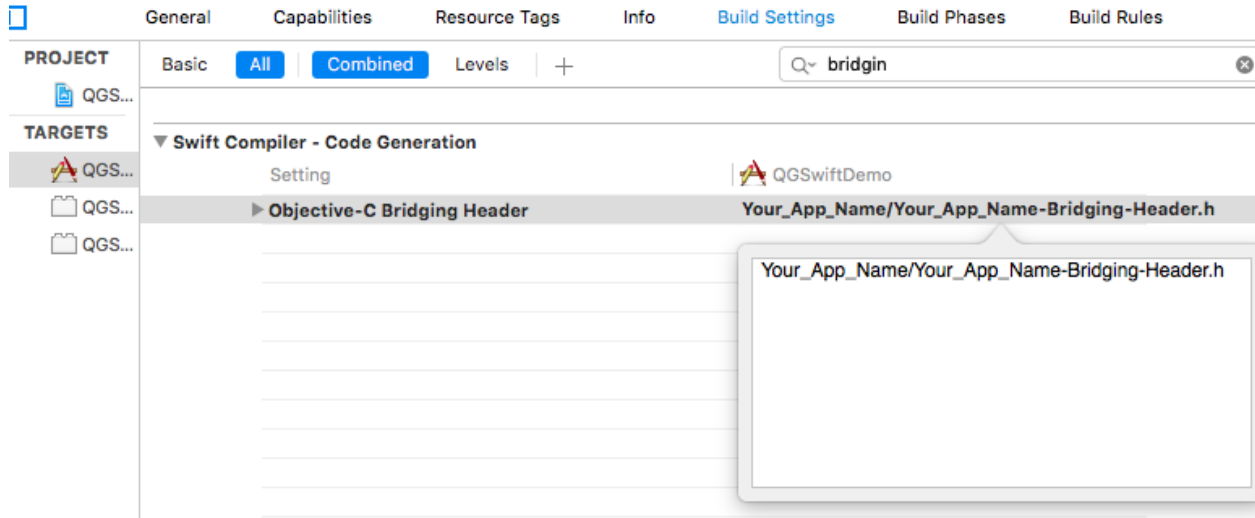 General Capabilities Resource Tags Info Build Settings Build Phases Build Rules
PROJECT Basic All Combined Levels + bridgin
QGS...
TARGETS
Swift Compiler - Code Generation
QGS... Setting QGSwiftDemo
QGS... Objective-C Bridging Header Your_App_Name/Your_App_Name-Bridging-Header.h
QGS...
Your_App_Name/Your_App_Name-Bridging-Header.h